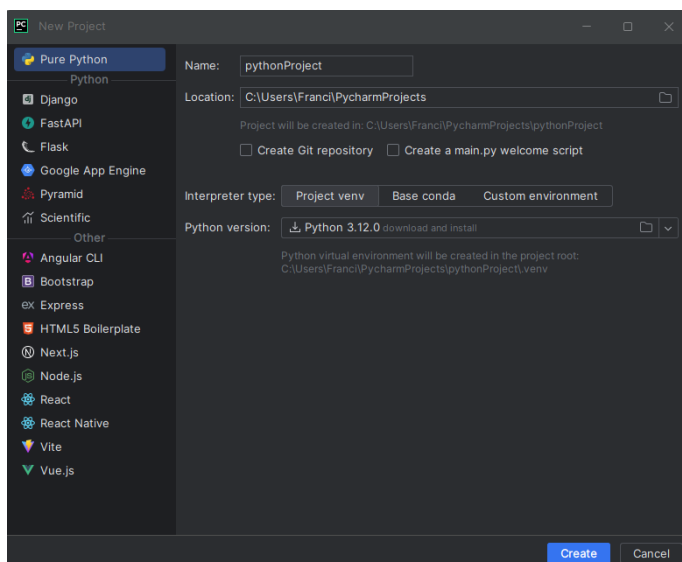 PC New Project
Pure Python
Python
dj Django
FastAPI
Flask
Google App Engine
Pyramid
Scientific
Other
Angular CLI
B Bootstrap
ex Express
5 HTML5 Boilerplate
N Next.js
JS Node.js
React
React Native
Vite
Vue.js
Name: pythonProject
Location: C:\Users\Franci\PycharmProjects
Project will be created in: C:\Users\Franci\PycharmProjects\pythonProject
Create Git repository Create a main.py welcome script
Interpreter type: Project venv Base conda Custom environment
Python version: Python 3.12.0 download and install
Python virtual environment will be created in the project root:
C:\Users\Franci\PycharmProjects\pythonProject\.venv
Create Cancel